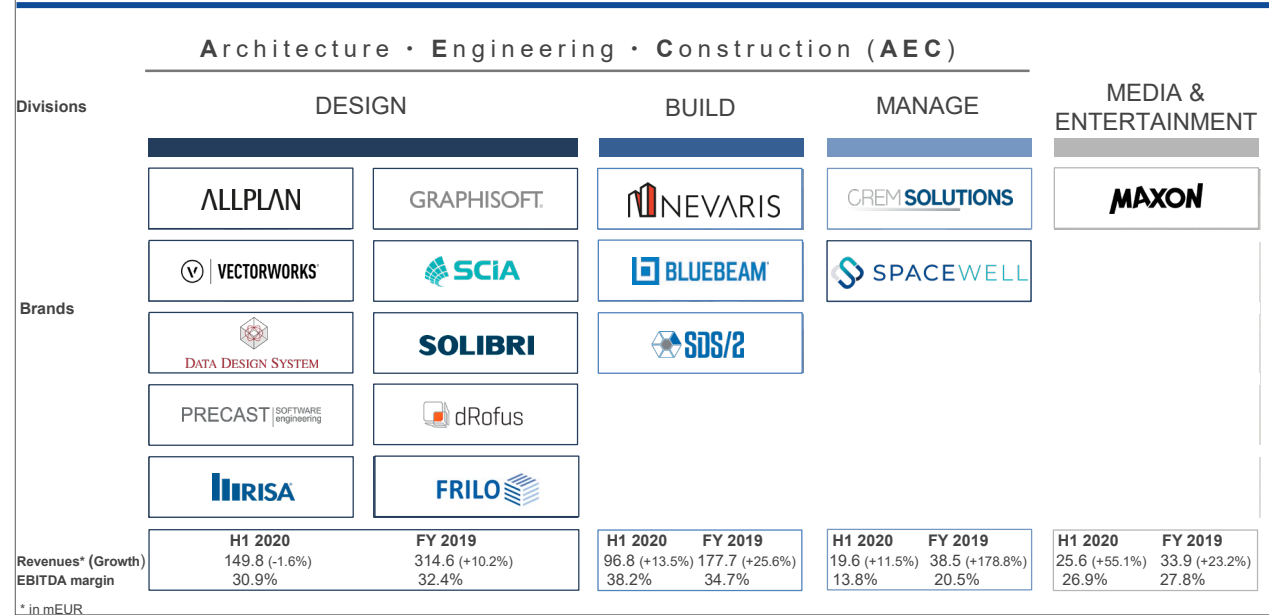 Architecture · Engineering · Construction (AEC)
Divisions
DESIGN
BUILD
MANAGE
MEDIA &
ENTERTAINMENT
Brands
ALLPLAN
GRAPHISOFT.
NEVARIS
CREM SOLUTIONS
MAXON
VECTORWORKS
SCiA
BLUEBEAM
SPACEWELL
DATA DESIGN SYSTEM
SOLIBRI
SDS/2
PRECAST SOFTWARE
engineering
dRofus
RISA
FRILO
H1 2020 FY 2019 H1 2020 FY 2019 H1 2020 FY 2019 H1 2020 FY 2019
Revenues* (Growth) 149.8 (-1.6%) 314.6 (+10.2%) 96.8 (+13.5%) 177.7 (+25.6%) 19.6 (+11.5%) 38.5 (+178.8%) 25.6 (+55.1%) 33.9 (+23.2%)
EBITDA margin 30.9% 32.4% 38.2% 34.7% 13.8% 20.5% 26.9% 27.8%
* in mEUR